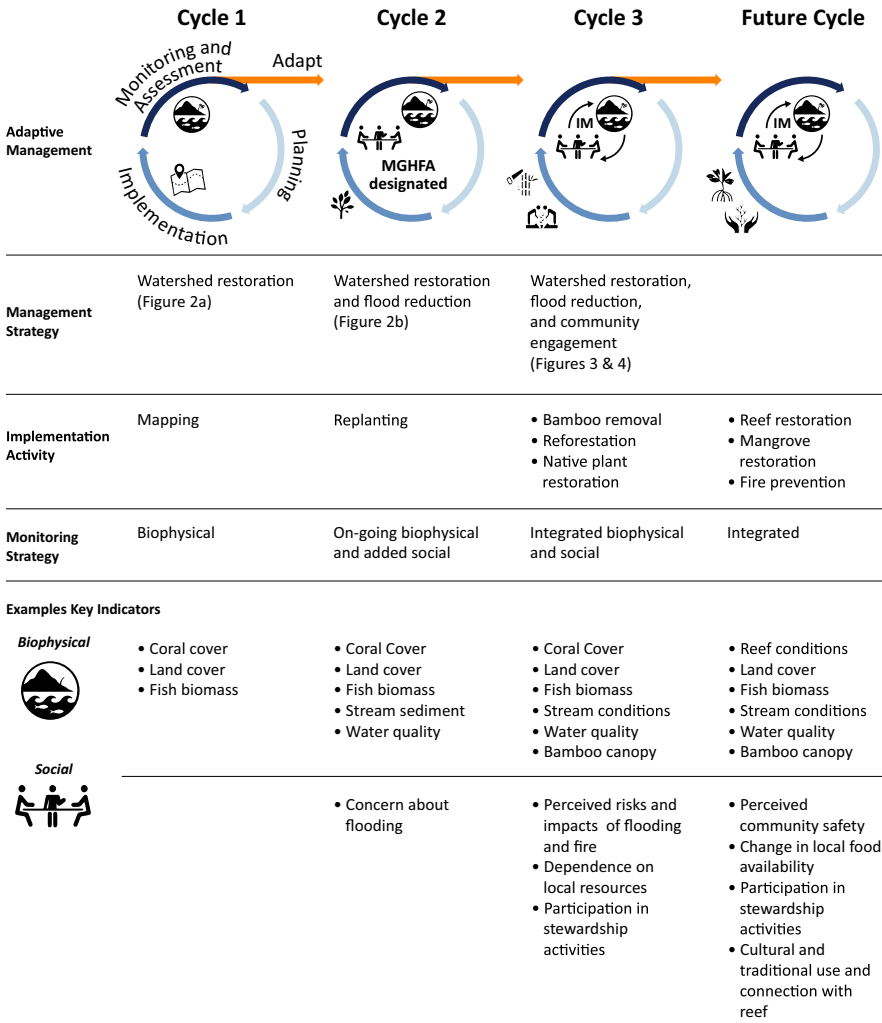 Cycle 1
Cycle 2
Cycle 3
Future Cycle
Adaptive
Management
Monitoring and
Assessment
Adapt
Planning
Implementation
MGHFA
designated
IM
IM
Management
Strategy
Watershed restoration
(Figure 2a)
Watershed restoration
and flood reduction
(Figure 2b)
Watershed restoration,
flood reduction,
and community
engagement
(Figures 3 & 4)
Implementation
Activity
Mapping
Replanting
• Bamboo removal
• Reforestation
• Native plant
restoration
• Reef restoration
• Mangrove
restoration
• Fire prevention
Monitoring
Strategy
Biophysical
On-going biophysical
and added social
Integrated biophysical
and social
Integrated
Examples Key Indicators
Biophysical
• Coral cover
• Land cover
• Fish biomass
• Coral Cover
• Land cover
• Fish biomass
• Stream sediment
• Water quality
• Coral Cover
• Land cover
• Fish biomass
• Stream conditions
• Water quality
• Bamboo canopy
• Reef conditions
• Land cover
• Fish biomass
• Stream conditions
• Water quality
• Bamboo canopy
Social
• Concern about
flooding
• Perceived risks and
impacts of flooding
and fire
• Dependence on
local resources
• Participation in
stewardship
activities
• Perceived
community safety
• Change in local food
availability
• Participation in
stewardship
activities
• Cultural and
traditional use and
connection with
reef